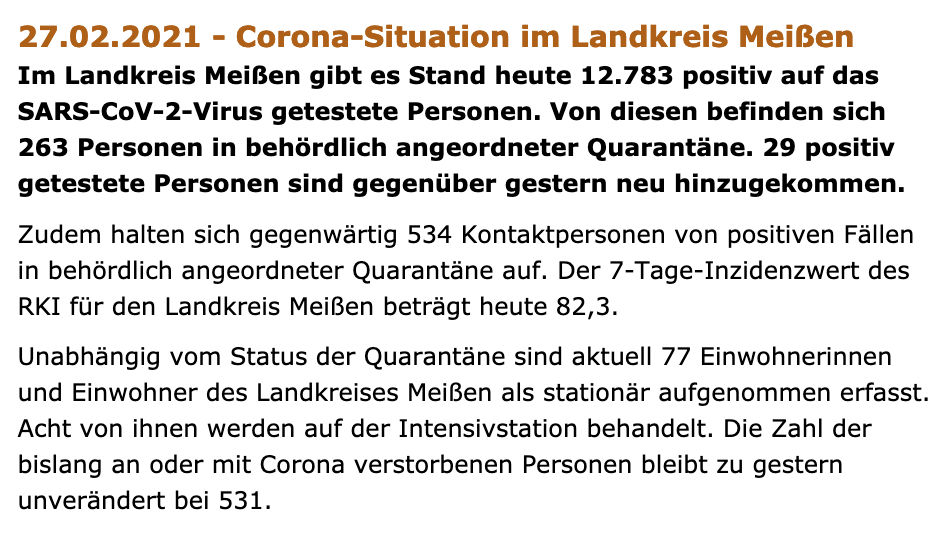 27.02.2021 - Corona-Situation im Landkreis Meißen
Im Landkreis Meißen gibt es Stand heute 12.783 positiv auf das
SARS-CoV-2-Virus getestete Personen. Von diesen befinden sich
263 Personen in behördlich angeordneter Quarantäne. 29 positiv
getestete Personen sind gegenüber gestern neu hinzugekommen.
Zudem halten sich gegenwärtig 534 Kontaktpersonen von positiven Fällen
in behördlich angeordneter Quarantäne auf. Der 7-Tage-Inzidenzwert des
RKI für den Landkreis Meißen beträgt heute 82,3.
Unabhängig vom Status der Quarantäne sind aktuell 77 Einwohnerinnen
und Einwohner des Landkreises Meißen als stationär aufgenommen erfasst.
Acht von ihnen werden auf der Intensivstation behandelt. Die Zahl der
bislang an oder mit Corona verstorbenen Personen bleibt zu gestern
unverändert bei 531.